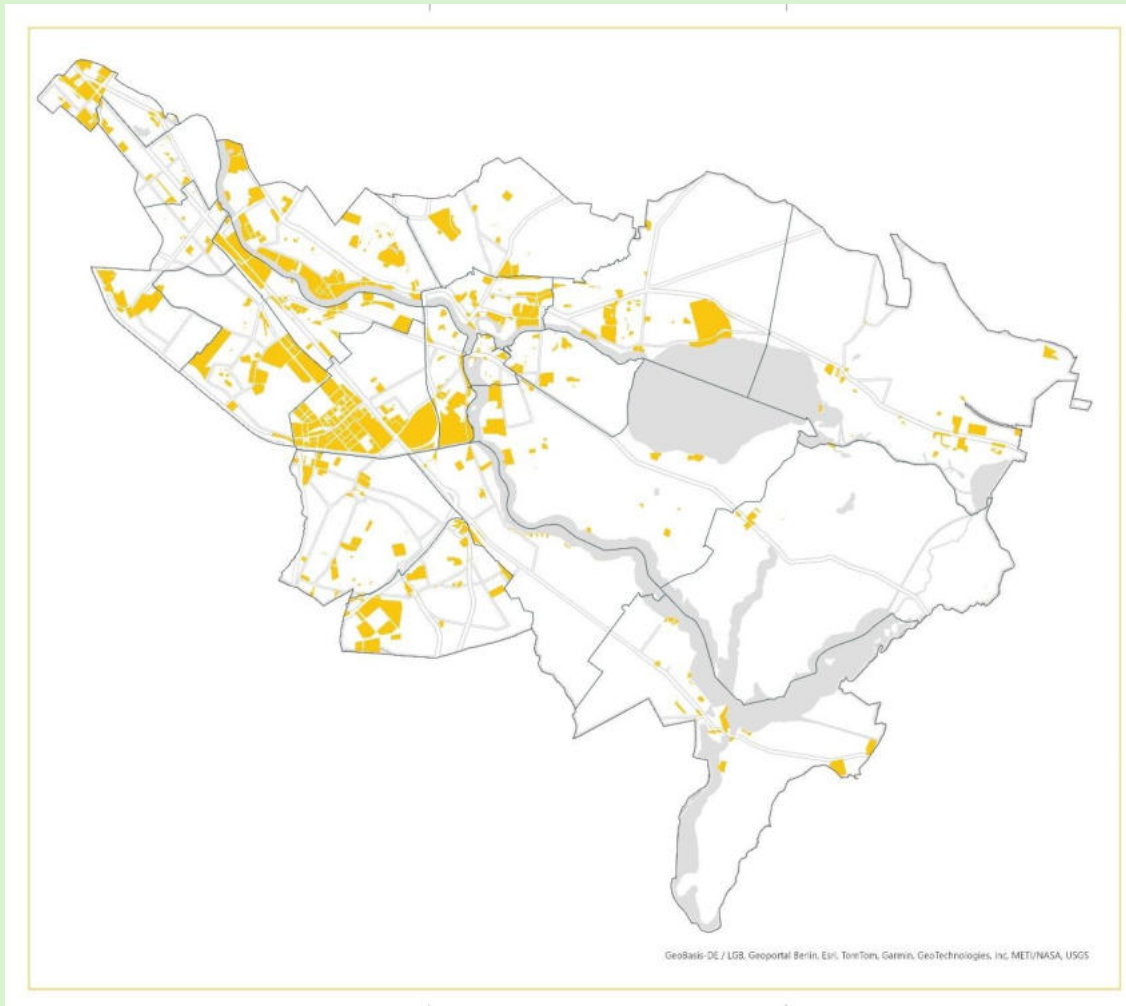 GeoBasis-DE / LGB, Geoportal Berlin, Esri, TomTom, Garmin, GeoTechnologies, Inc, METI/NASA, USGS